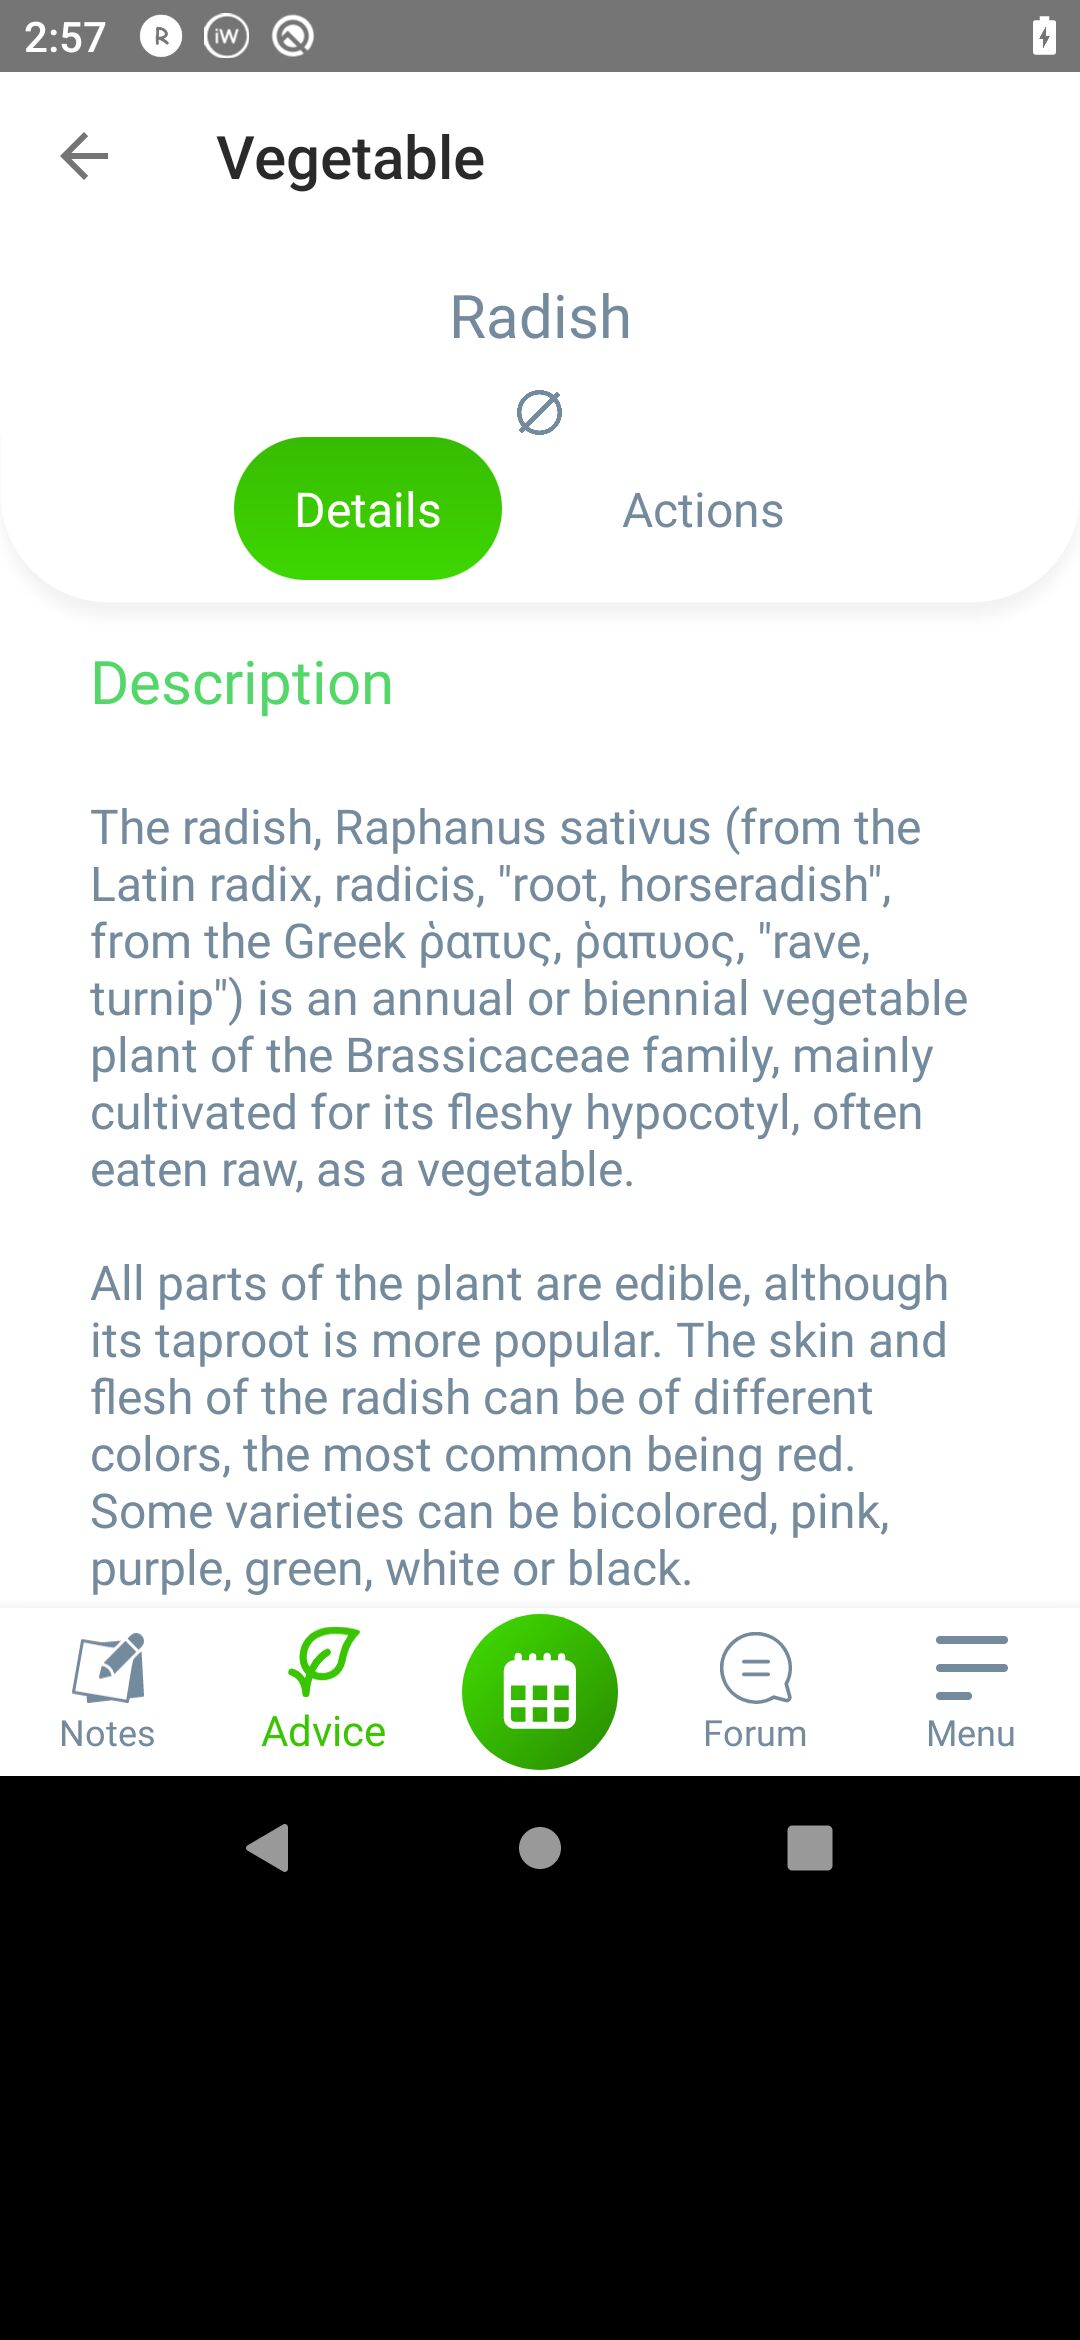 2:57
R
iW
Vegetable
Radish
Details
Actions
Description
The radish, Raphanus sativus (from the
Latin radix, radicis, "root, horseradish",
from the Greek ῥαπυς, ῥαπυος, "rave,
turnip") is an annual or biennial vegetable
plant of the Brassicaceae family, mainly
cultivated for its fleshy hypocotyl, often
eaten raw, as a vegetable.
All parts of the plant are edible, although
its taproot is more popular. The skin and
flesh of the radish can be of different
colors, the most common being red.
Some varieties can be bicolored, pink,
purple, green, white or black.
Notes
Advice
Forum
Menu